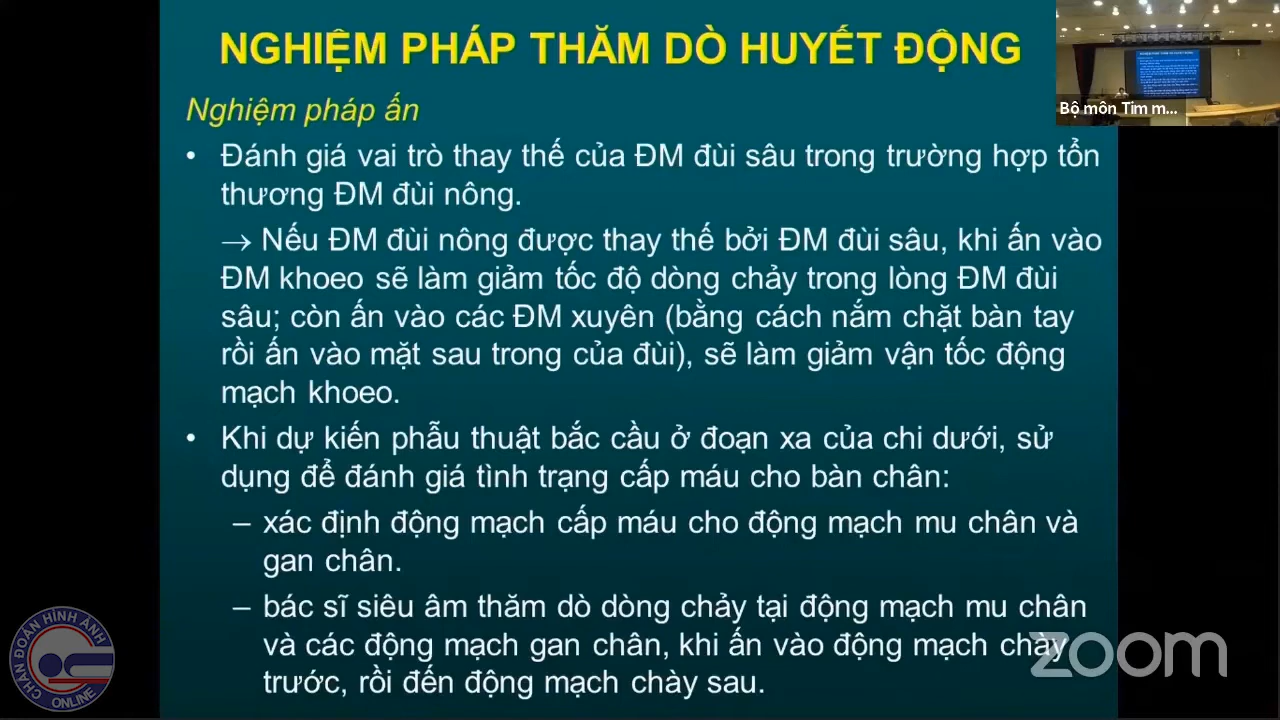 NGHIỆM PHÁP THĂM DÒ HUYẾT ĐỘNG
Bộ môn Tim m...
Nghiệm pháp ấn
• Đánh giá vai trò thay thế của ĐM đùi sâu trong trường hợp tổn
thương ĐM đùi nông.
→ Nếu ĐM đùi nông được thay thế bởi ĐM đùi sâu, khi ấn vào
ĐM khoeo sẽ làm giảm tốc độ dòng chảy trong lòng ĐM đùi
sâu; còn ấn vào các ĐM xuyên (bằng cách nắm chặt bàn tay
rồi ấn vào mặt sau trong của đùi), sẽ làm giảm vận tốc động
mạch khoeo.
• Khi dự kiến phẫu thuật bắc cầu ở đoạn xa của chi dưới, sử
dụng để đánh giá tình trạng cấp máu cho bàn chân:
– xác định động mạch cấp máu cho động mạch mu chân và
gan chân.
– bác sĩ siêu âm thăm dò dòng chảy tại động mạch mu chân
và các động mạch gan chân, khi ấn vào động mạch chày
trước, rồi đến động mạch chày sau.
zoom
CHẨN ĐOÁN HÌNH ẢNH
ONLINE